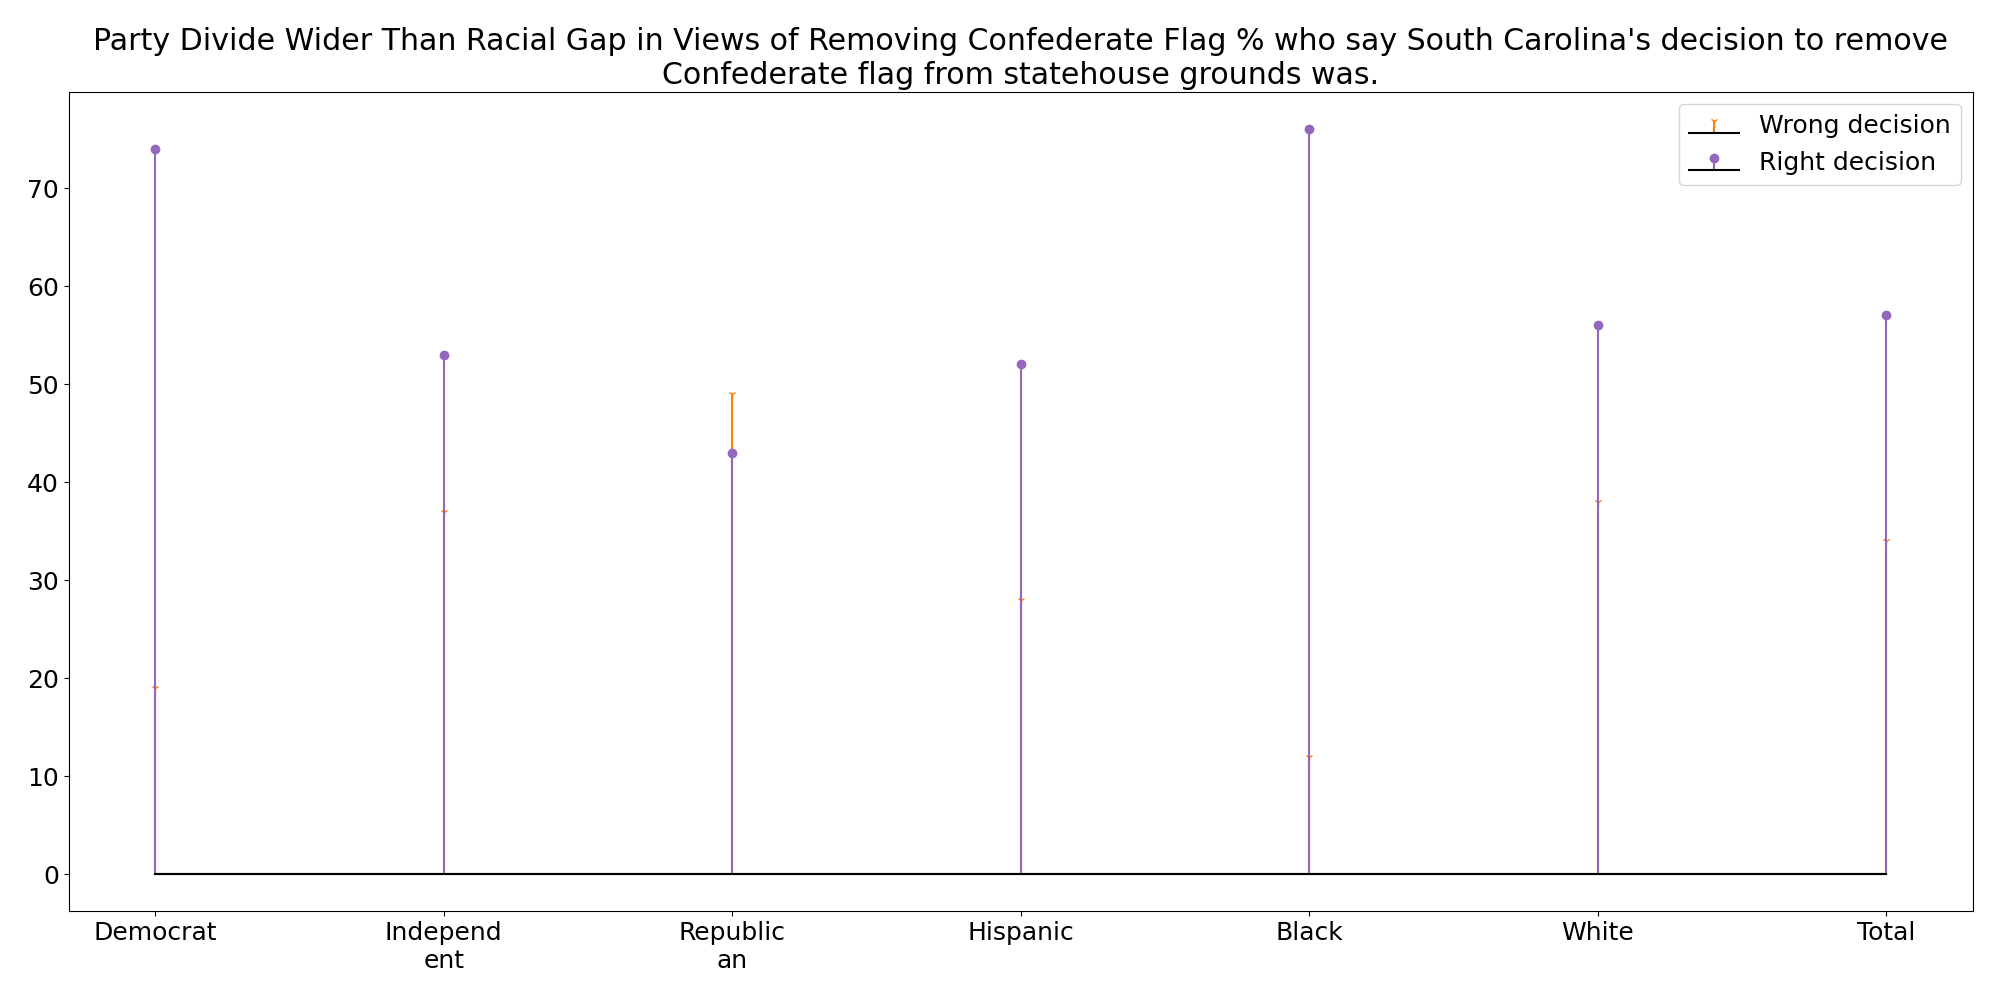 Party Divide Wider Than Racial Gap in Views of Removing Confederate Flag % who say South Carolina's decision to remove
Confederate flag from statehouse grounds was.
Wrong decision
Right decision
70
60
50
40
30
20
10
0
Democrat
Independ
ent
Republic
an
Hispanic
Black
White
Total